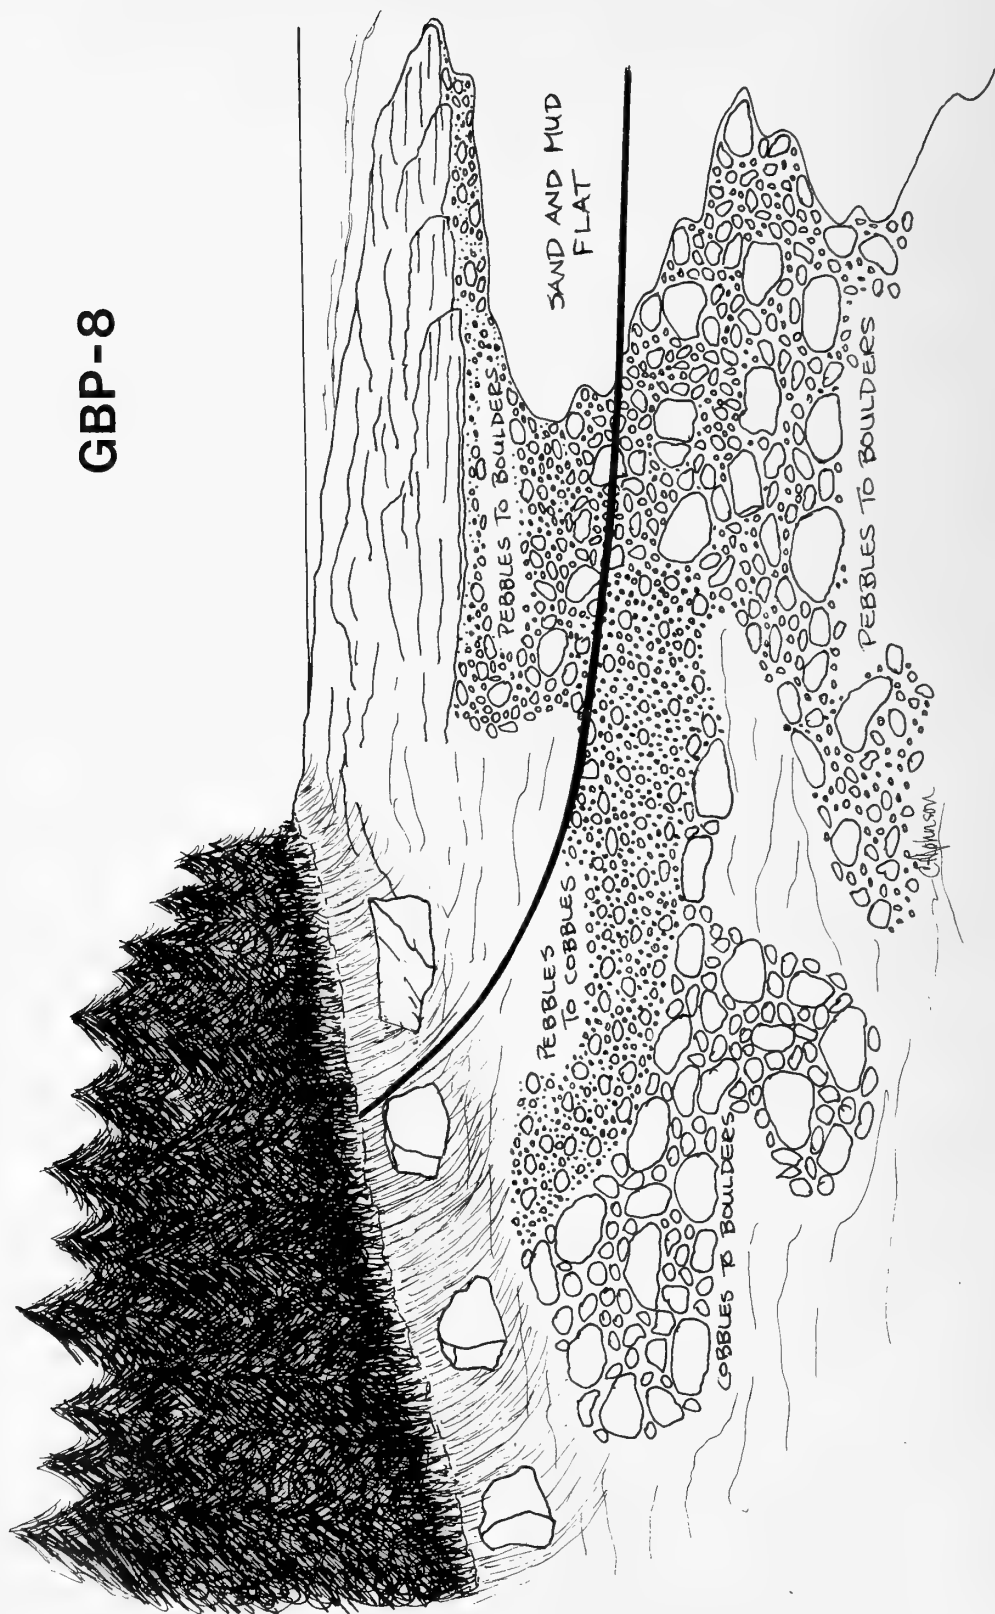 GBP-8
SAND AND MUD
FLAT
PEBBLES TO BOULDERS
PEBBLES
TO COBBLES
COBBLES TO BOULDERS
PEBBLES TO BOULDERS